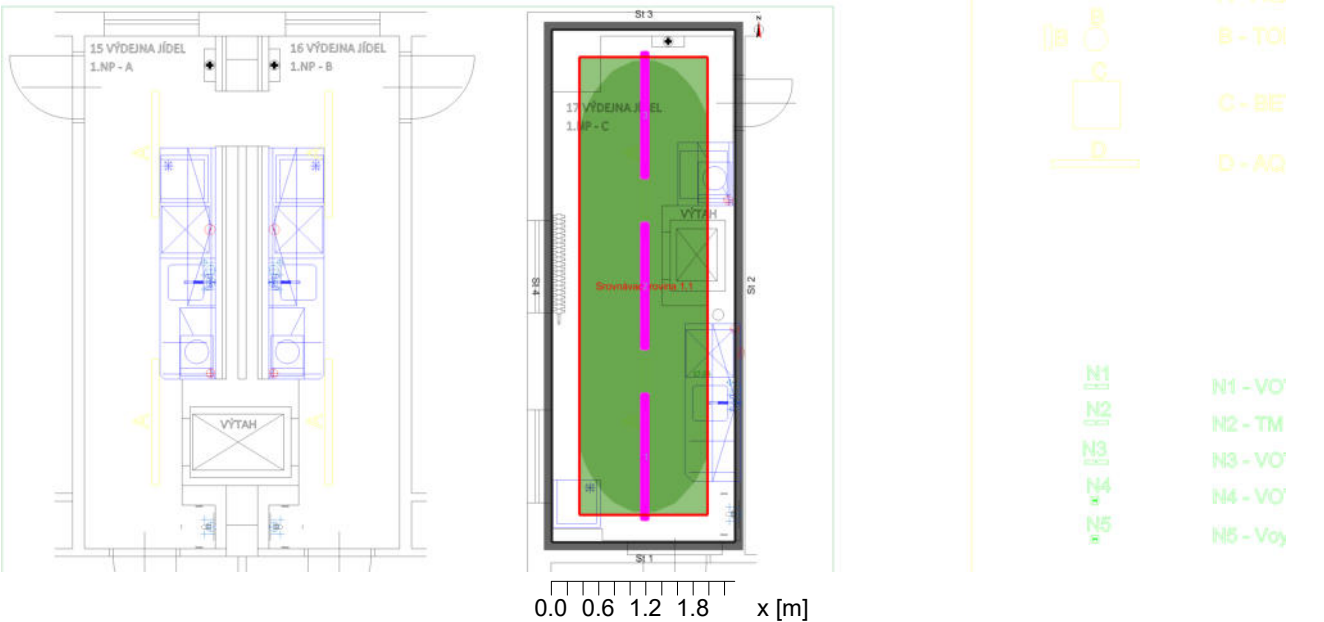 St 3
z
15 VÝDEJNA JÍDEL
1.NP - A
16 VÝDEJNA JÍDEL
1.NP - B
17 VÝDEJNA JÍDEL
1.NP - C
A
A
A
A
VÝTAH
VÝTAH
Srovnávací rovina 1.1
St 4
St 2
St 1
0.0 0.6 1.2 1.8 x [m]
B
B
B - TO
D
C - BE
D
D - AO
N1
N1 - VO
N2
N2 - TM
N3
N3 - VO
N4
N4 - VO
N5
N5 - Voy